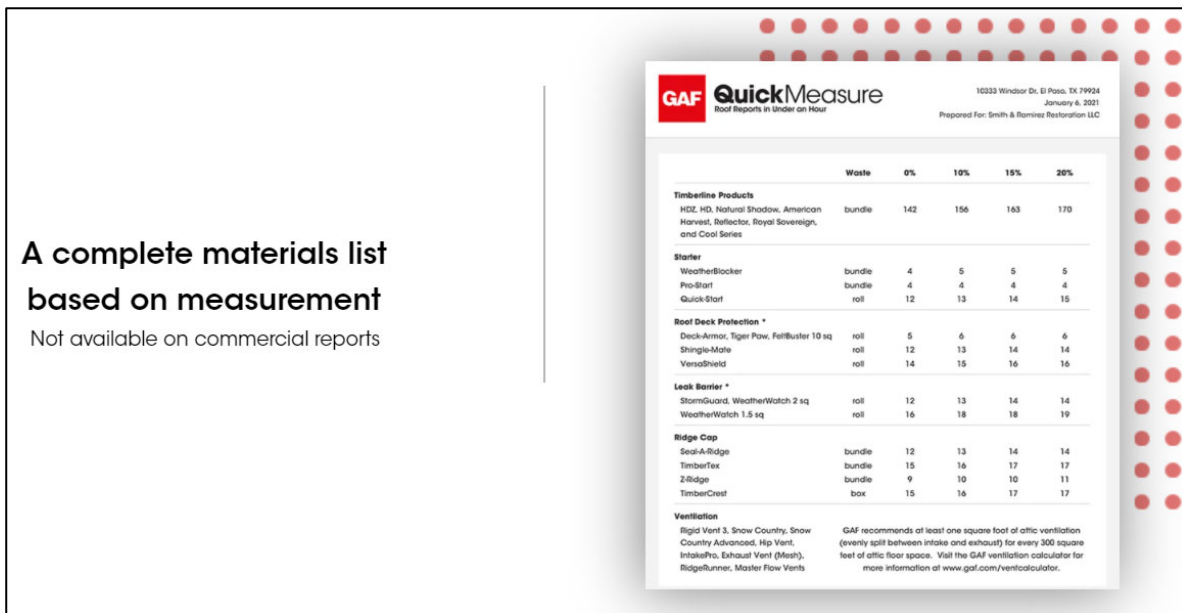 A complete materials list
based on measurement
Not available on commercial reports
GAF QuickMeasure
Roof Reports in Under an Hour
10333 Windsor Dr, El Paso, TX 79924
January 6, 2021
Prepared For: Smith & Ramirez Restoration LLC
Waste 0% 10% 15% 20%
Timberline Products
HDZ, HD, Natural Shadow, American bundle 142 156 163 170
Harvest, Reflector, Royal Sovereign,
and Cool Series
Starter
WeatherBlocker bundle 4 5 5 5
Pro-Start bundle 4 4 4 4
Quick-Start roll 12 13 14 15
Roof Deck Protection *
Deck-Armor, Tiger Paw, FeltBuster 10 sq roll 5 6 6 6
Shingle-Mate roll 12 13 14 14
VersaShield roll 14 15 16 16
Leak Barrier *
StormGuard, WeatherWatch 2 sq roll 12 13 14 14
WeatherWatch 1.5 sq roll 16 18 18 19
Ridge Cap
Seal-A-Ridge bundle 12 13 14 14
TimberTex bundle 15 16 17 17
Z-Ridge bundle 9 10 10 11
TimberCrest box 15 16 17 17
Ventilation
Rigid Vent 3, Snow Country, Snow
Country Advanced, Hip Vent,
IntakePro, Exhaust Vent (Mesh),
RidgeRunner, Master Flow Vents
GAF recommends at least one square foot of attic ventilation
(evenly split between intake and exhaust) for every 300 square
feet of attic floor space. Visit the GAF ventilation calculator for
more information at www.gaf.com/ventcalculator.